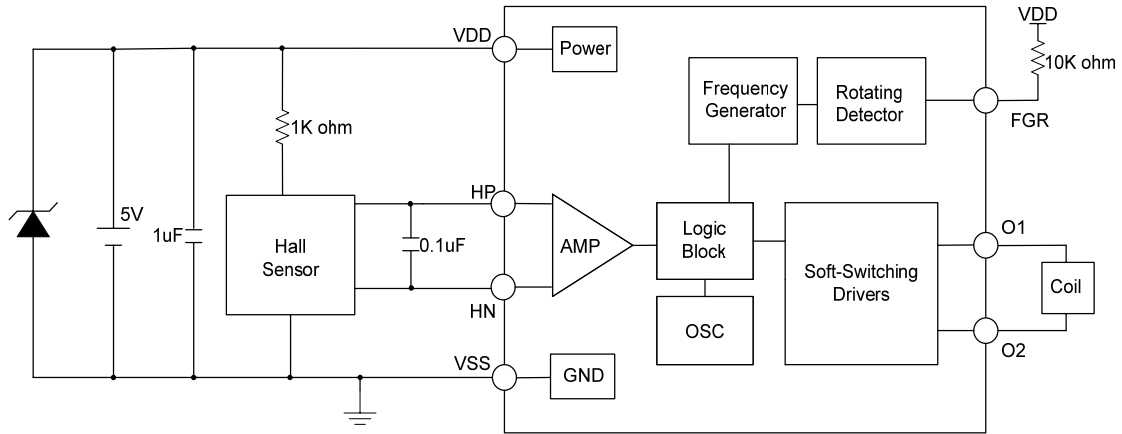 VDD
Power
VDD
10K ohm
Frequency
Generator
Rotating
Detector
FGR
1K ohm
HP
5V
1uF
Hall
Sensor
0.1uF
AMP
Logic
Block
Soft-Switching
Drivers
O1
Coil
HN
OSC
O2
VSS
GND